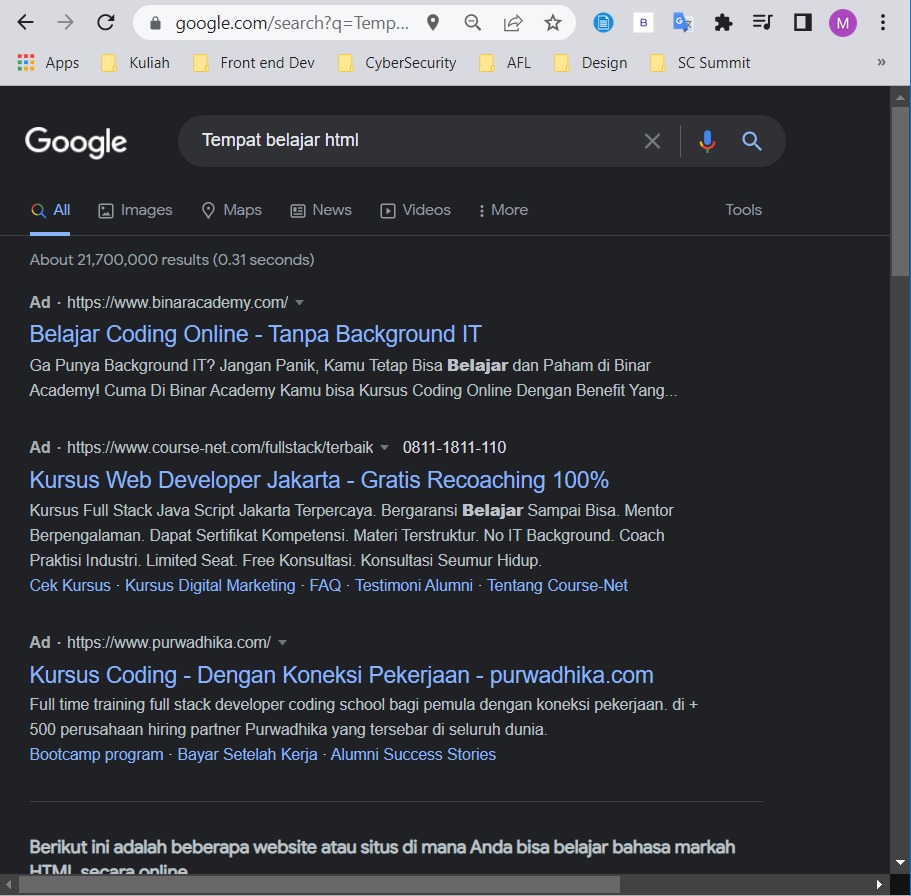 google.com/search?q=Temp...
B
G
M
Apps Kuliah Front end Dev CyberSecurity AFL Design SC Summit »
Google
Tempat belajar html
All Images Maps News Videos More Tools
About 21,700,000 results (0.31 seconds)
Ad · https://www.binaracademy.com/
Belajar Coding Online - Tanpa Background IT
Ga Punya Background IT? Jangan Panik, Kamu Tetap Bisa Belajar dan Paham di Binar
Academy! Cuma Di Binar Academy Kamu bisa Kursus Coding Online Dengan Benefit Yang...
Ad · https://www.course-net.com/fullstack/terbaik 0811-1811-110
Kursus Web Developer Jakarta - Gratis Recoaching 100%
Kursus Full Stack Java Script Jakarta Terpercaya. Bergaransi Belajar Sampai Bisa. Mentor
Berpengalaman. Dapat Sertifikat Kompetensi. Materi Terstruktur. No IT Background. Coach
Praktisi Industri. Limited Seat. Free Konsultasi. Konsultasi Seumur Hidup.
Cek Kursus · Kursus Digital Marketing · FAQ · Testimoni Alumni · Tentang Course-Net
Ad · https://www.purwadhika.com/
Kursus Coding - Dengan Koneksi Pekerjaan - purwadhika.com
Full time training full stack developer coding school bagi pemula dengan koneksi pekerjaan. di +
500 perusahaan hiring partner Purwadhika yang tersebar di seluruh dunia.
Bootcamp program · Bayar Setelah Kerja · Alumni Success Stories
Berikut ini adalah beberapa website atau situs di mana Anda bisa belajar bahasa markah
HTML secara online